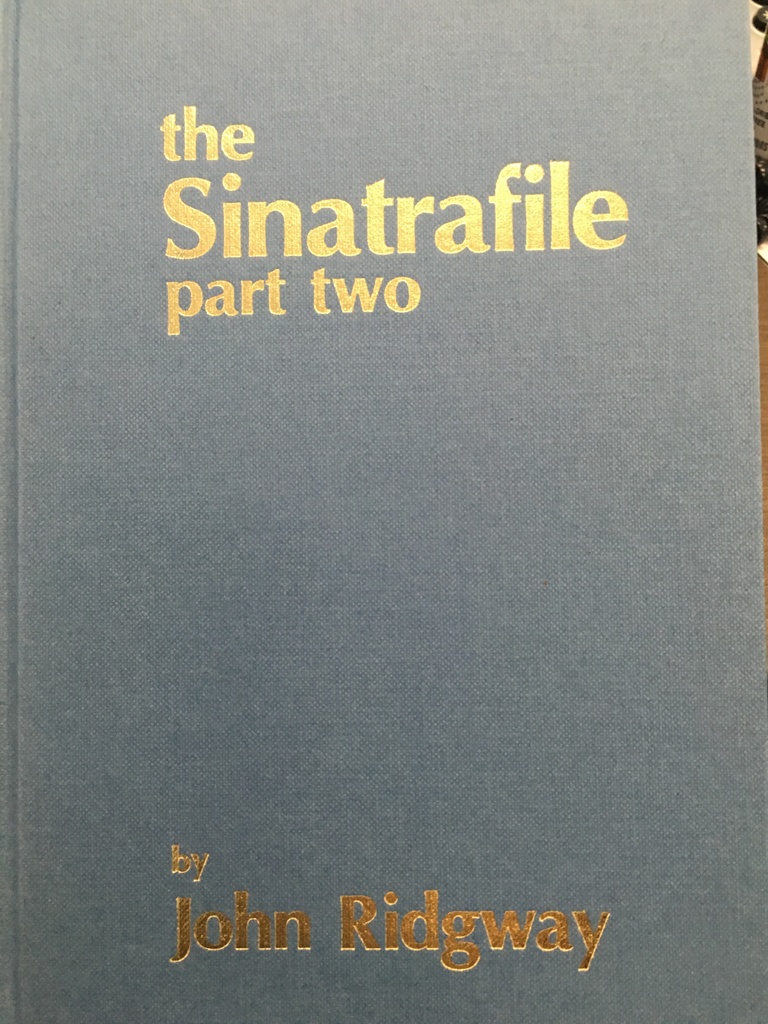 the
Sinatrafile
part two
by
John Ridgway